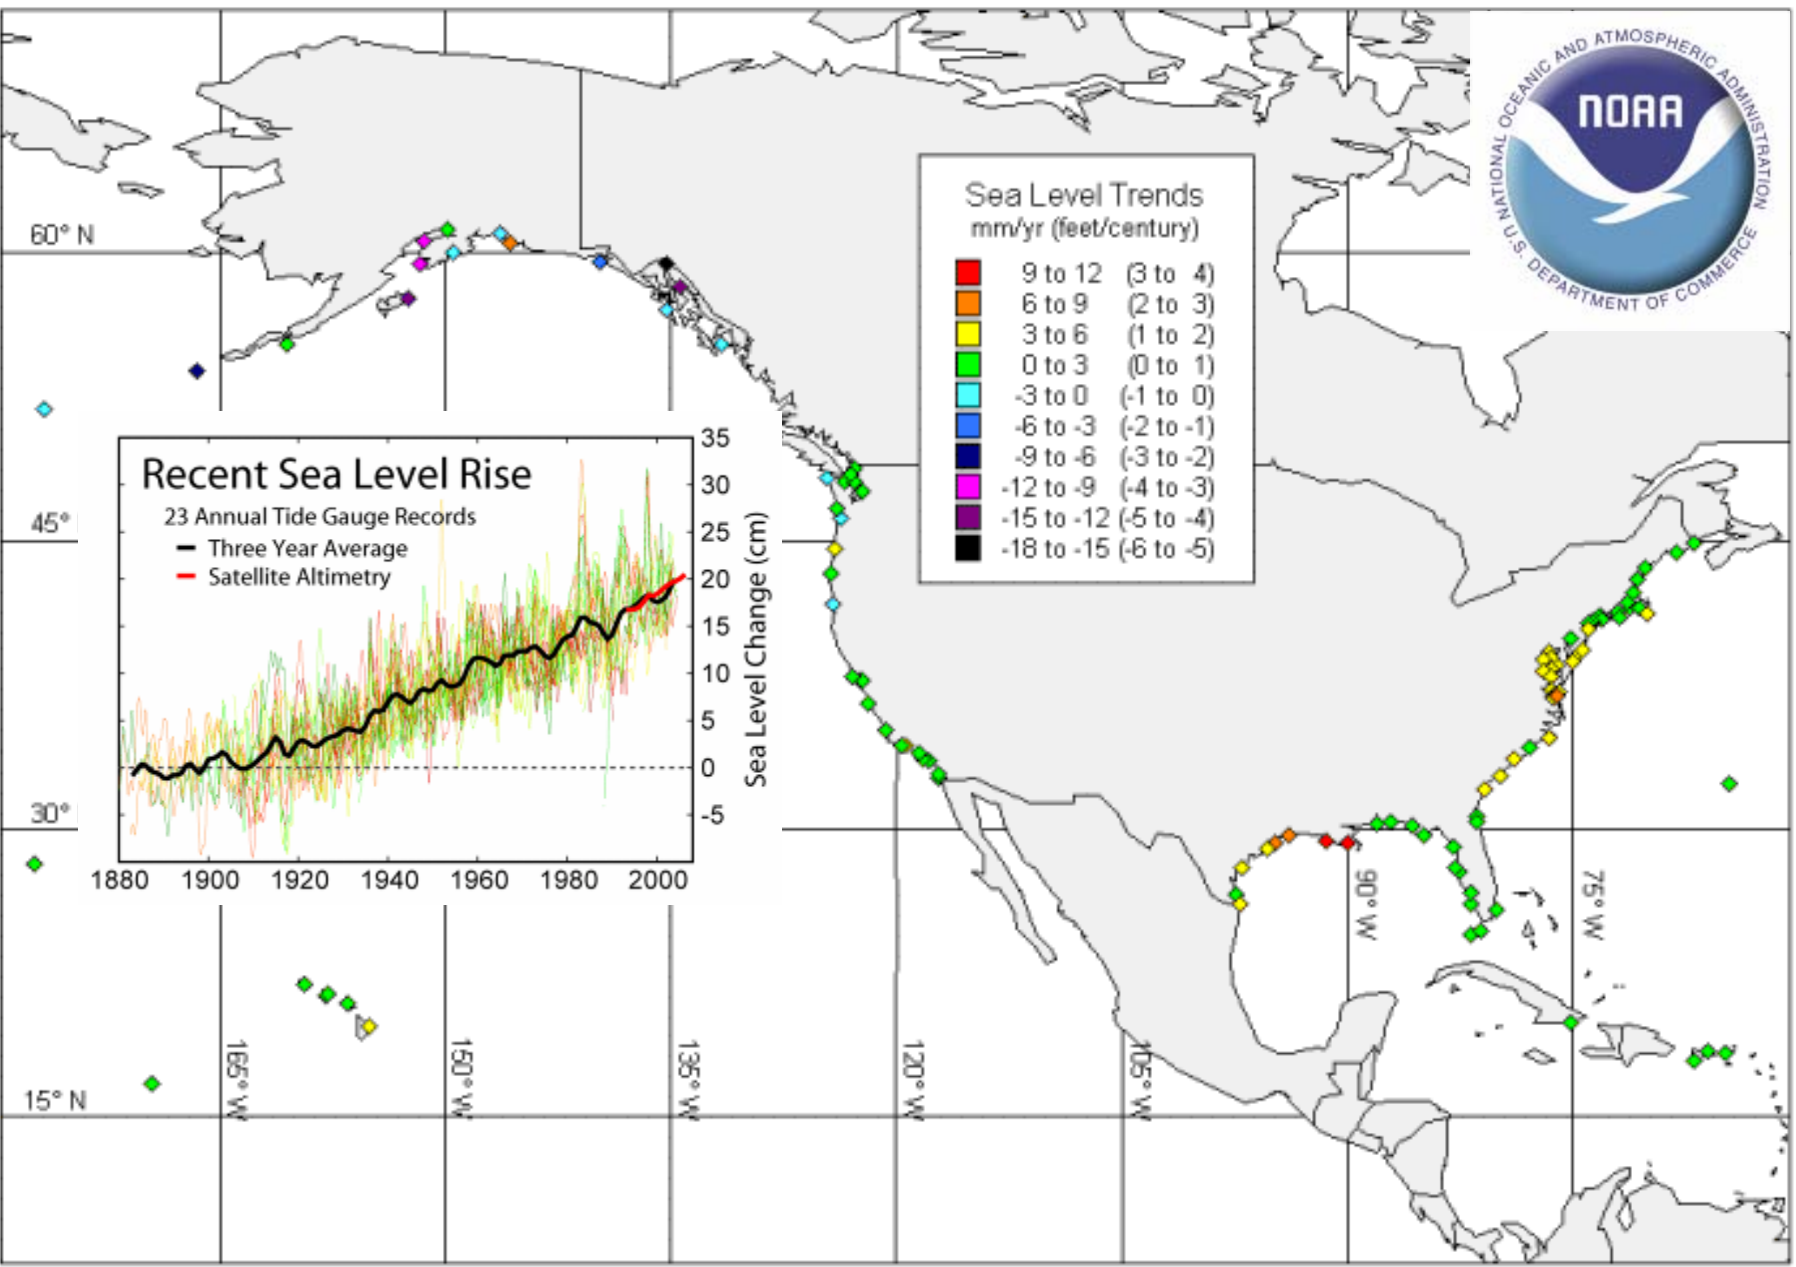 NATIONAL OCEANIC AND ATMOSPHERIC ADMINISTRATION
U.S. DEPARTMENT OF COMMERCE
NOAA
Sea Level Trends
mm/yr (feet/century)
9 to 12 (3 to 4)
6 to 9 (2 to 3)
3 to 6 (1 to 2)
0 to 3 (0 to 1)
-3 to 0 (-1 to 0)
-6 to -3 (-2 to -1)
-9 to -6 (-3 to -2)
-12 to -9 (-4 to -3)
-15 to -12 (-5 to -4)
-18 to -15 (-6 to -5)
60° N
45°
30°
15° N
Recent Sea Level Rise
23 Annual Tide Gauge Records
Three Year Average
Satellite Altimetry
35
30
25
20
15
10
5
0
-5
Sea Level Change (cm)
1880 1900 1920 1940 1960 1980 2000
165° W
150° W
135° W
120° W
105° W
90° W
75° W